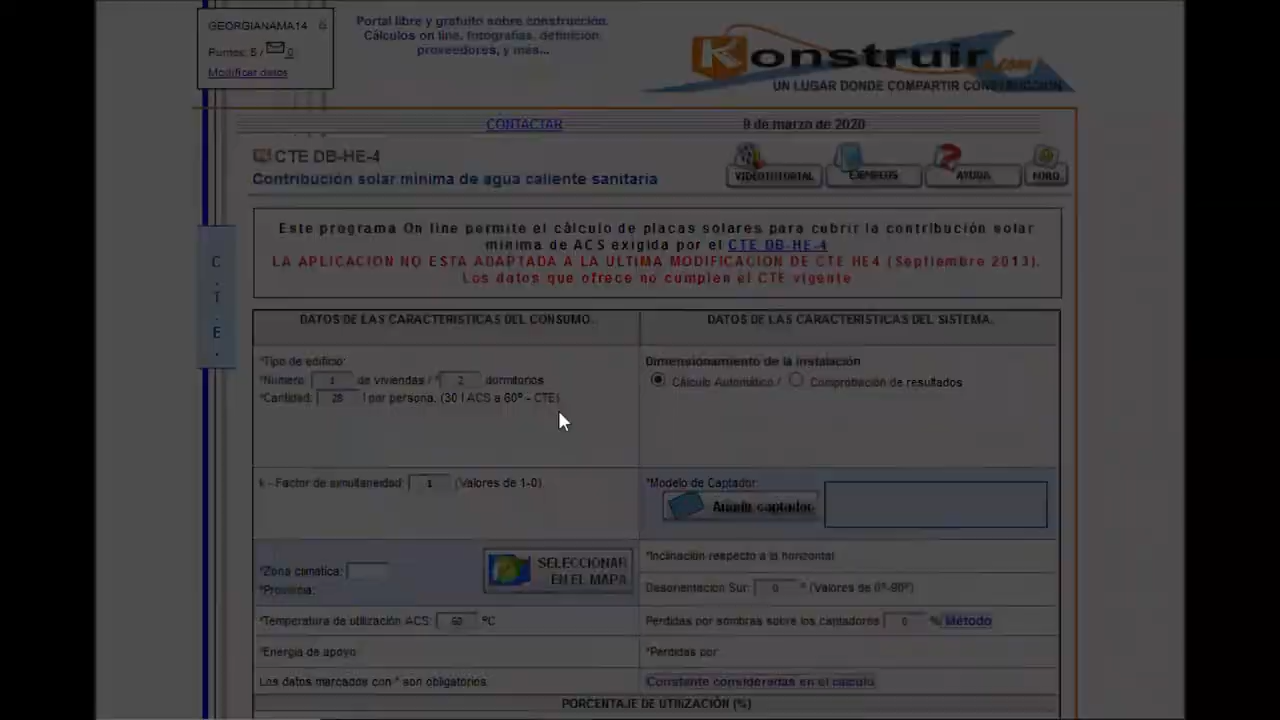 GEORGIANAMA14
Puntos: 5 / 0
Modificar datos
Portal libre y gratuito sobre construcción.
Cálculos on line, fotografías, definición,
proveedores, y más...
Konstruir.com
UN LUGAR DONDE COMPARTIR CONSTRUCCION
CONTACTAR
9 de marzo de 2020
CTE DB-HE-4
Contribución solar mínima de agua caliente sanitaria
VIDEOTUTORIAL
EJEMPLOS
AYUDA
FORO
C
.
T
.
E
.
Este programa On line permite el cálculo de placas solares para cubrir la contribución solar
mínima de ACS exigida por el CTE DB-HE-4
LA APLICACION NO ESTA ADAPTADA A LA ULTIMA MODIFICACION DE CTE HE4 (Septiembre 2013).
Los datos que ofrece no cumplen el CTE vigente
DATOS DE LAS CARACTERISTICAS DEL CONSUMO.
DATOS DE LAS CARACTERISTICAS DEL SISTEMA.
*Tipo de edificio:
*Número: 1 de viviendas / * 2 dormitorios
*Cantidad: 28 l por persona. (30 l ACS a 60º - CTE)
Dimensionamiento de la instalación
Cálculo Automático / Comprobación de resultados
k - Factor de simultaneidad: 1 (Valores de 1-0)
*Modelo de Captador:
Añadir captador
*Zona climática:
*Provincia:
SELECCIONAR
EN EL MAPA
*Inclinación respecto a la horizontal
Desorientación Sur: 0 º (Valores de 0º-90º)
*Temperatura de utilización ACS: 60 ºC
Perdidas por sombras sobre los captadores 0 % Método
*Energía de apoyo
*Perdidas por
Los datos marcados con * son obligatorios.
Constante consideradas en el calculo.
PORCENTAJE DE UTILIZACIÓN (%)